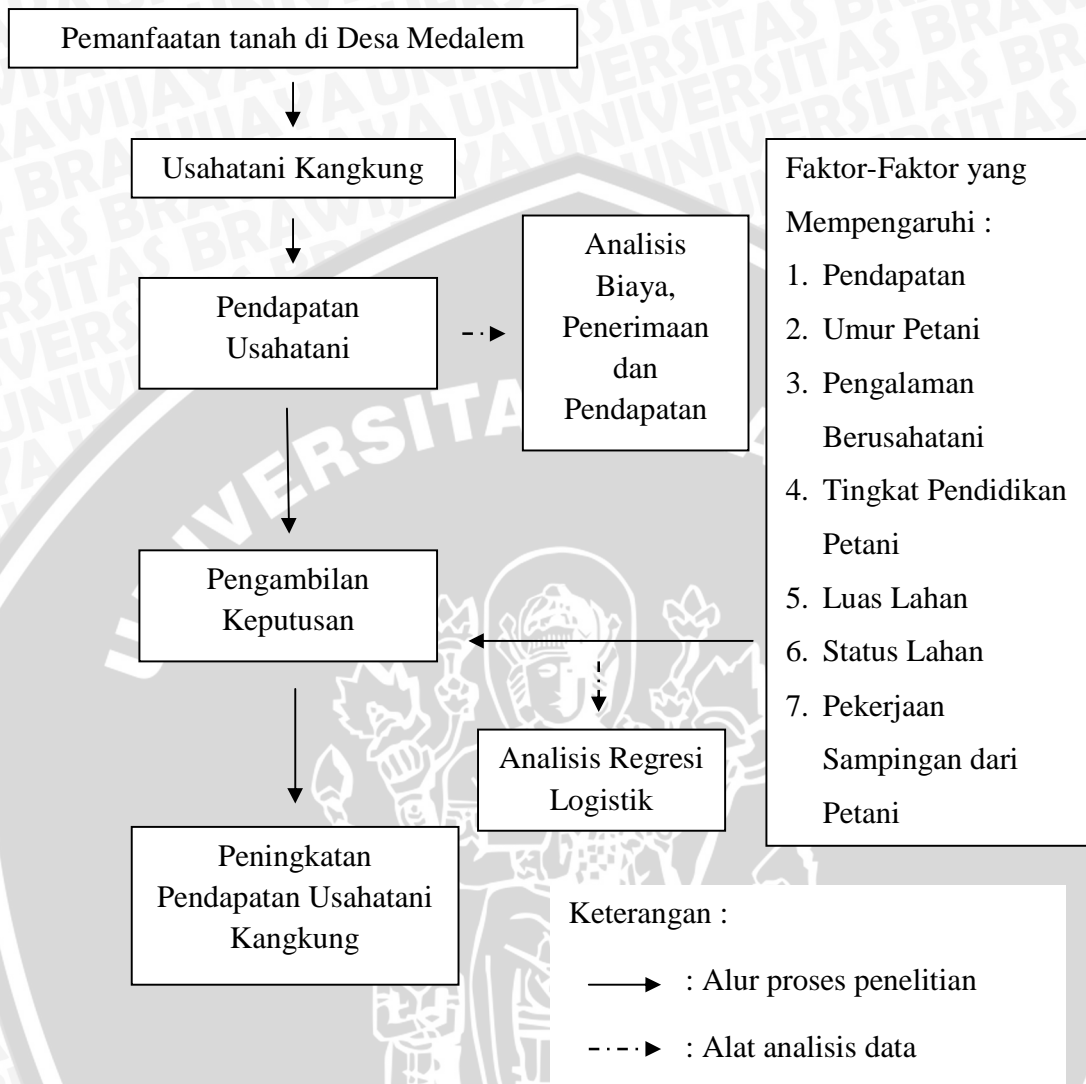 Pemanfaatan tanah di Desa Medalem
Usahatani Kangkung
Pendapatan
Usahatani
Analisis
Biaya,
Penerimaan
dan
Pendapatan
Faktor-Faktor yang
Mempengaruhi :
1. Pendapatan
2. Umur Petani
3. Pengalaman
Berusahatani
4. Tingkat Pendidikan
Petani
5. Luas Lahan
6. Status Lahan
7. Pekerjaan
Sampingan dari
Petani
Pengambilan
Keputusan
Analisis Regresi
Logistik
Peningkatan
Pendapatan Usahatani
Kangkung
Keterangan :
: Alur proses penelitian
: Alat analisis data